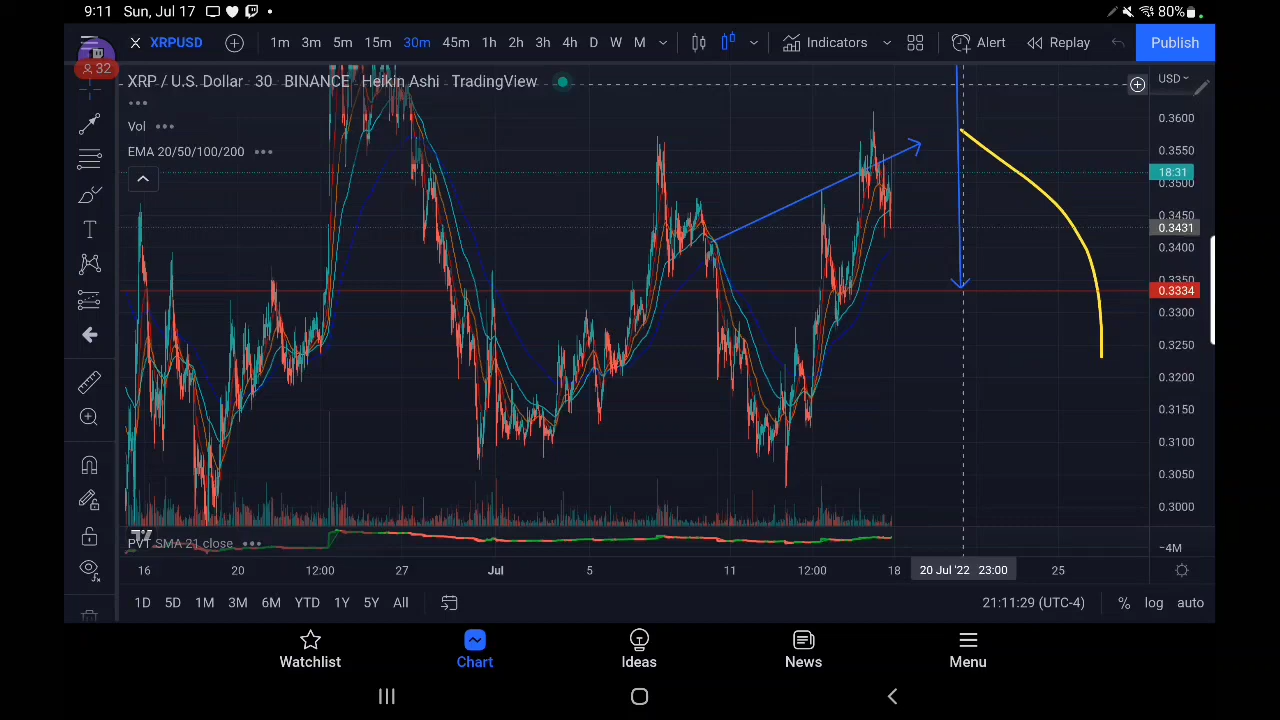 9:11 Sun, Jul 17 80%
XRPUSD 1m 3m 5m 15m 30m 45m 1h 2h 3h 4h D W M Indicators Alert Replay Publish
32
XRP / U.S. Dollar 30 BINANCE Heikin Ashi TradingView
USD
Vol
EMA 20/50/100/200
0.3600
0.3550
18:31
0.3500
0.3450
0.3431
0.3400
0.3350
0.3334
0.3300
0.3250
0.3200
0.3150
0.3100
0.3050
0.3000
PVT SMA 21 close
−4M
16 20 12:00 27 Jul 5 11 12:00 18 20 Jul '22 23:00 25
1D 5D 1M 3M 6M YTD 1Y 5Y All 21:11:29 (UTC-4) % log auto
Watchlist Chart Ideas News Menu